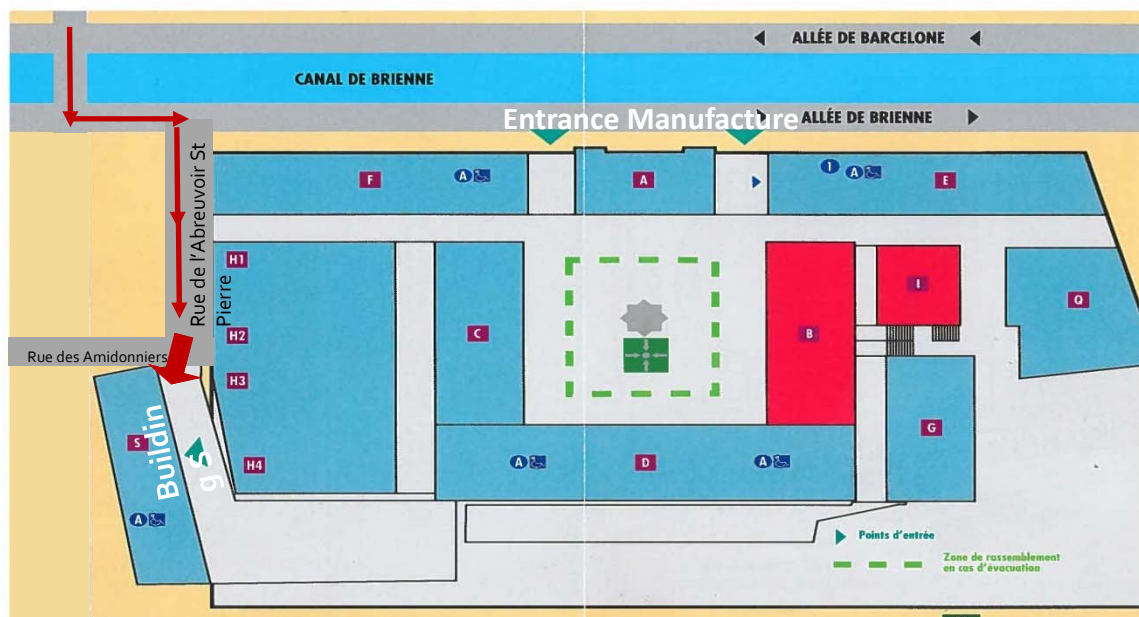 ALLÉE DE BARCELONE
CANAL DE BRIENNE
Entrance Manufacture
ALLÉE DE BRIENNE
F
A
A
1
A
E
Rue de l'Abreuvoir St
Pierre
H1
H2
H3
H4
C
B
I
Q
G
Rue des Amidonniers
S
Buildin
g S
A
A
D
A
Points d'entrée
Zone de rassemblement
en cas d'évacuation